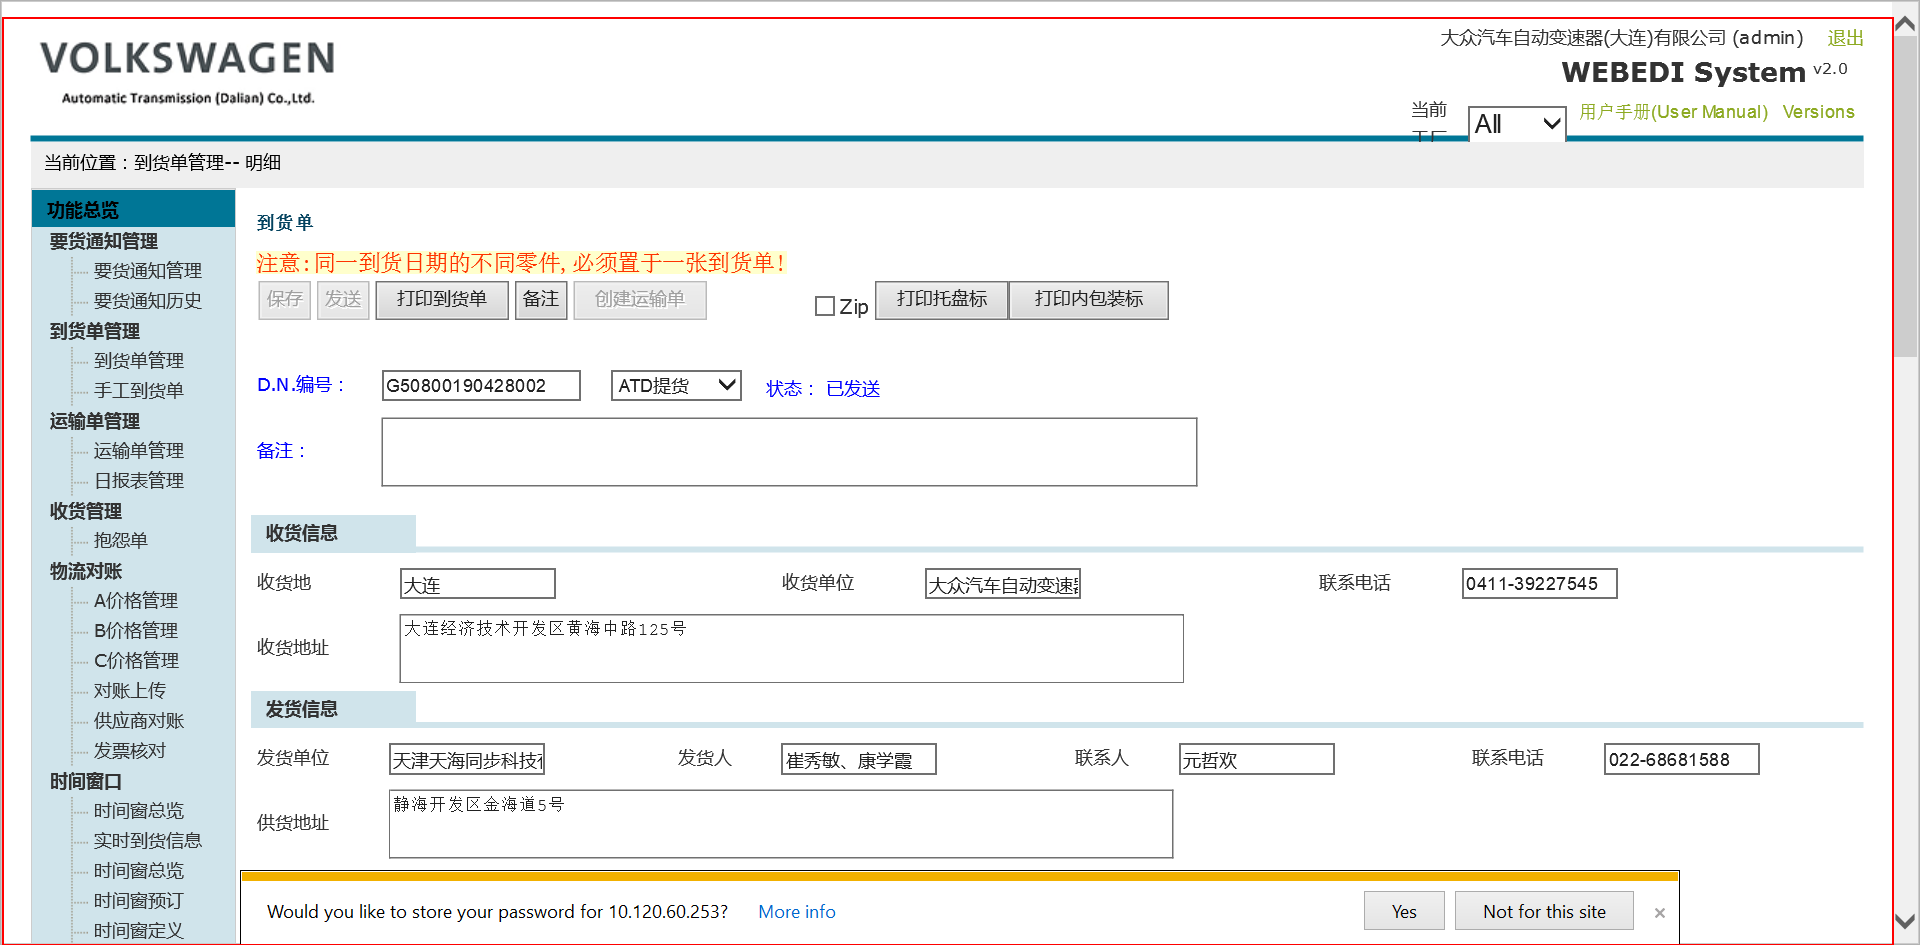 VOLKSWAGEN
Automatic Transmission (Dalian) Co.,Ltd.
大众汽车自动变速器(大连)有限公司 (admin) 退出
WEBEDI System v2.0
当前 All 用户手册(User Manual) Versions
当前位置：到货单管理-- 明细
功能总览
要货通知管理
要货通知管理
要货通知历史
到货单管理
到货单管理
手工到货单
运输单管理
运输单管理
日报表管理
收货管理
抱怨单
物流对账
A价格管理
B价格管理
C价格管理
对账上传
供应商对账
发票核对
时间窗口
时间窗总览
实时到货信息
时间窗总览
时间窗预订
时间窗定义
到货单
注意:同一到货日期的不同零件,必须置于一张到货单!
保存 发送 打印到货单 备注 创建运输单 Zip 打印托盘标 打印内包装标
D.N.编号： G50800190428002 ATD提货 状态： 已发送
备注：
收货信息
收货地 大连 收货单位 大众汽车自动变速 联系电话 0411-39227545
收货地址 大连经济技术开发区黄海中路125号
发货信息
发货单位 天津天海同步科技 发货人 崔秀敏、康学霞 联系人 元哲欢 联系电话 022-68681588
供货地址 静海开发区金海道5号
Would you like to store your password for 10.120.60.253? More info Yes Not for this site ×